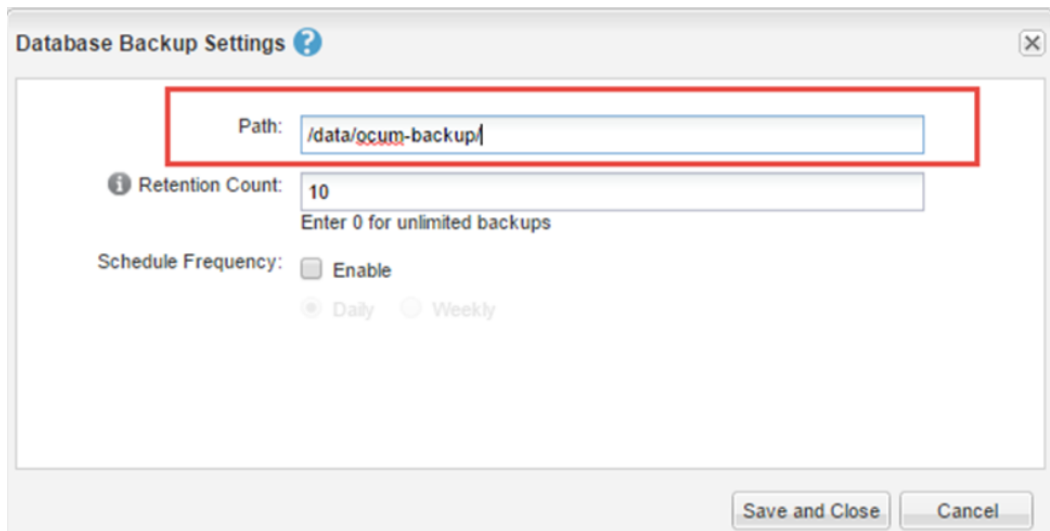 Database Backup Settings ?
Path: /data/ocum-backup/
Retention Count: 10
Enter 0 for unlimited backups
Schedule Frequency: Enable
Daily Weekly
Save and Close Cancel